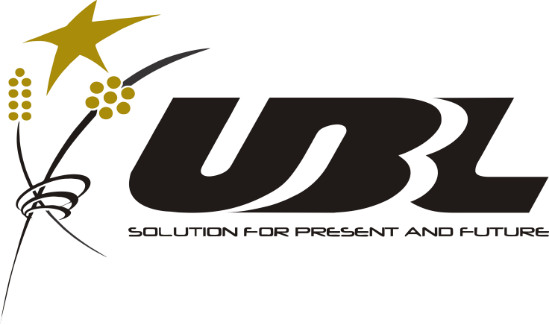 UBL
SOLUTION FOR PRESENT AND FUTURE